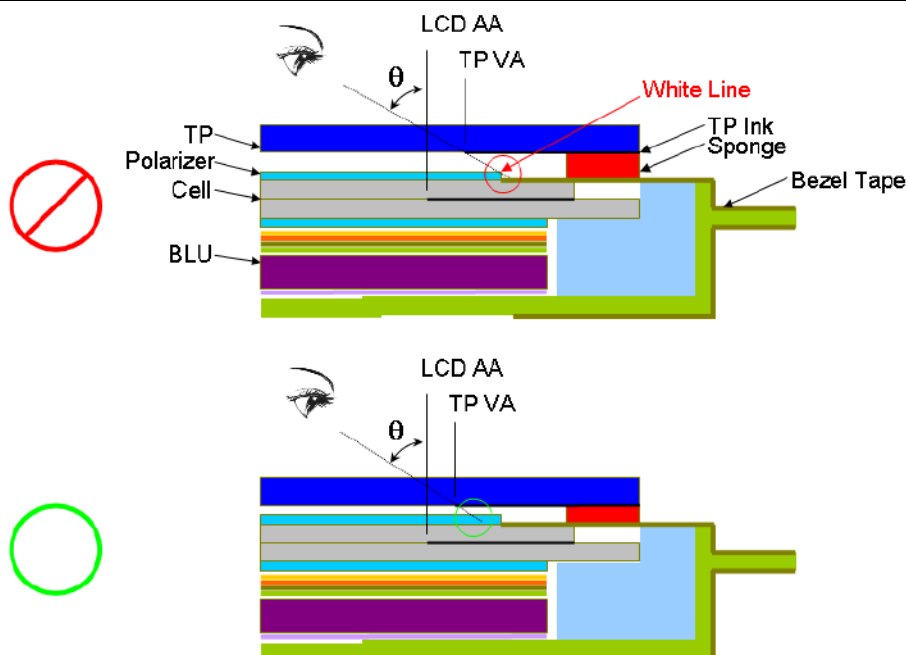 LCD AA
TP VA
θ
White Line
TP
TP Ink
Sponge
Polarizer
Cell
Bezel Tape
BLU
LCD AA
TP VA
θ